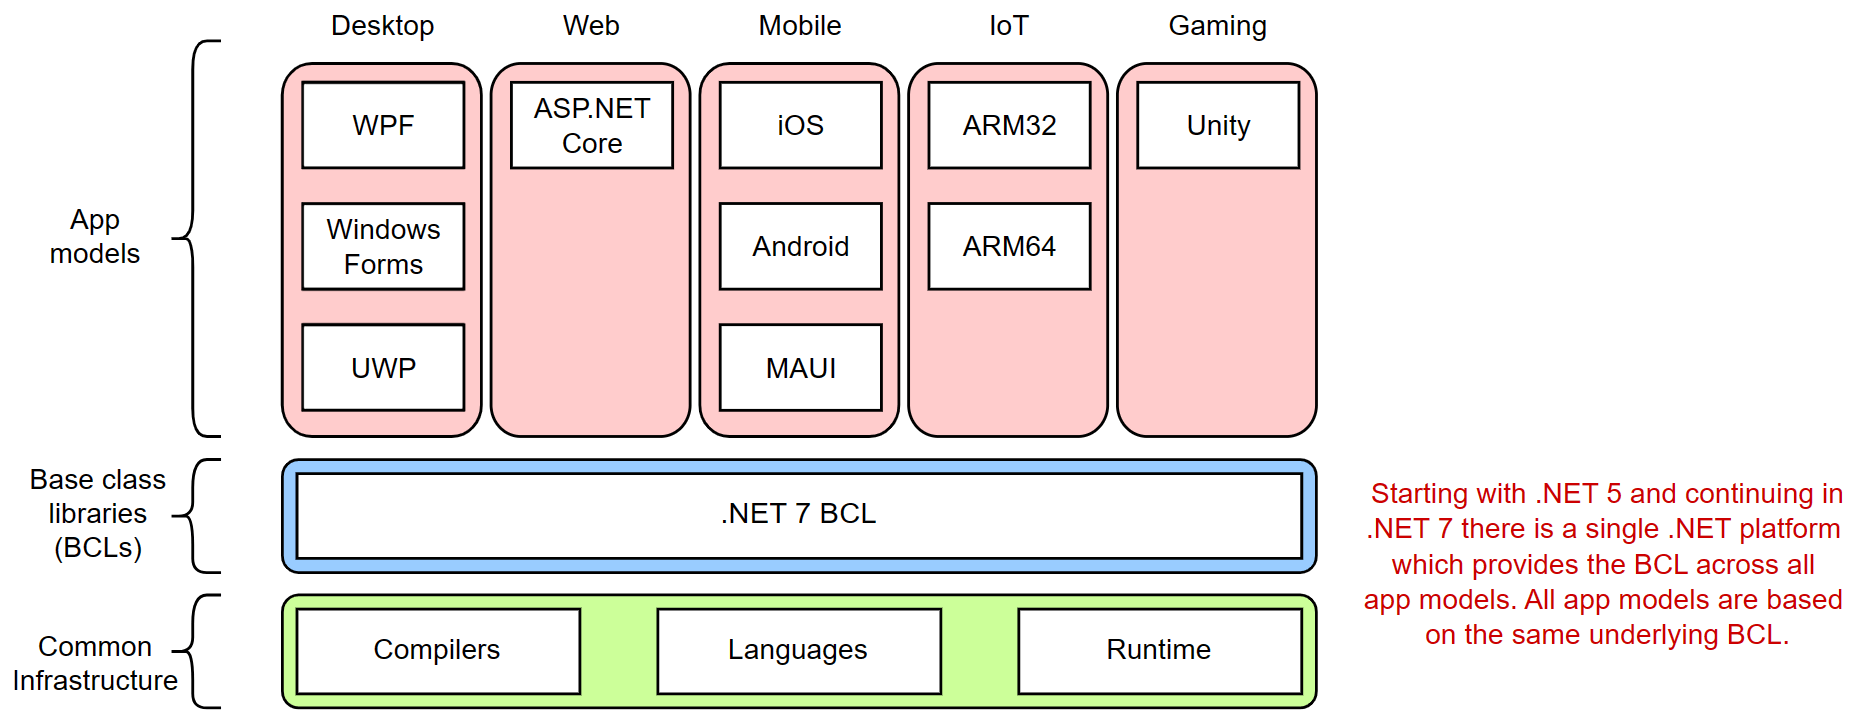 Desktop
Web
Mobile
IoT
Gaming
App
models
WPF
Windows
Forms
UWP
ASP.NET
Core
iOS
Android
MAUI
ARM32
ARM64
Unity
Base class
libraries
(BCLs)
.NET 7 BCL
Starting with .NET 5 and continuing in
.NET 7 there is a single .NET platform
which provides the BCL across all
app models. All app models are based
on the same underlying BCL.
Common
Infrastructure
Compilers
Languages
Runtime